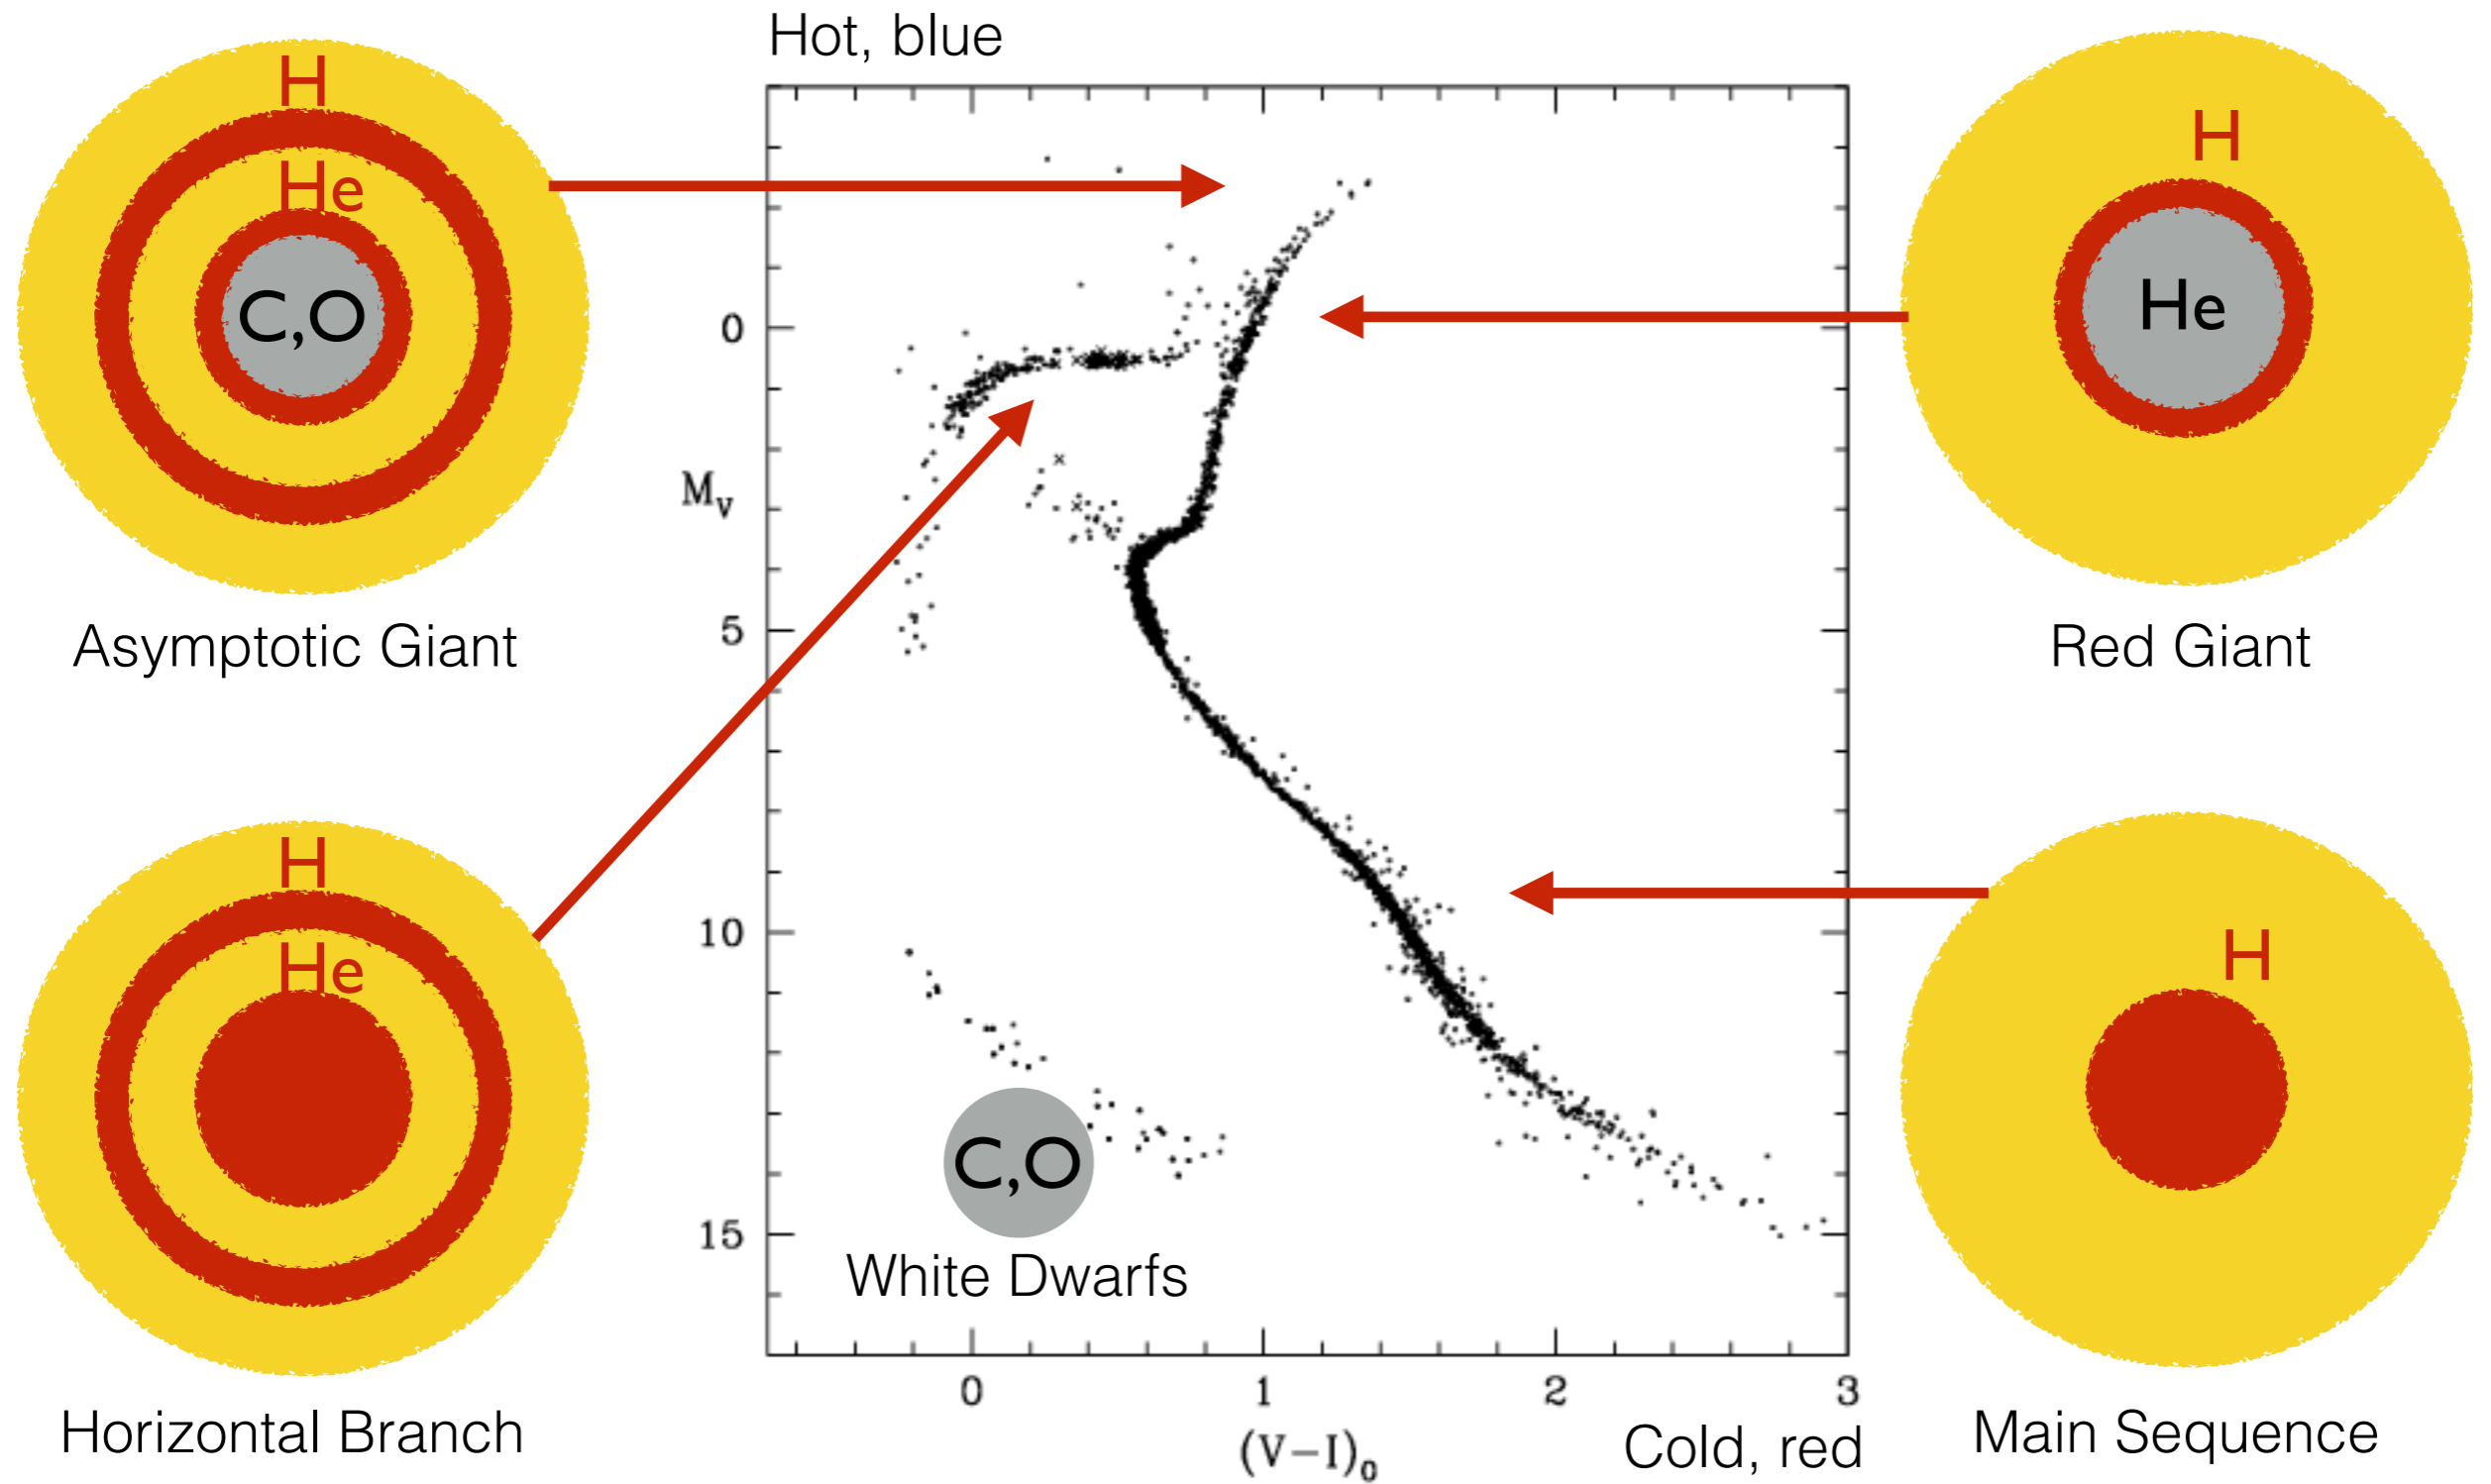 Hot, blue
H
He
C,O
Asymptotic Giant
H
He
Red Giant
0
M_V
5
10
15
H
He
Horizontal Branch
H
Main Sequence
C,O
White Dwarfs
0
1
2
3
(V−I)₀
Cold, red